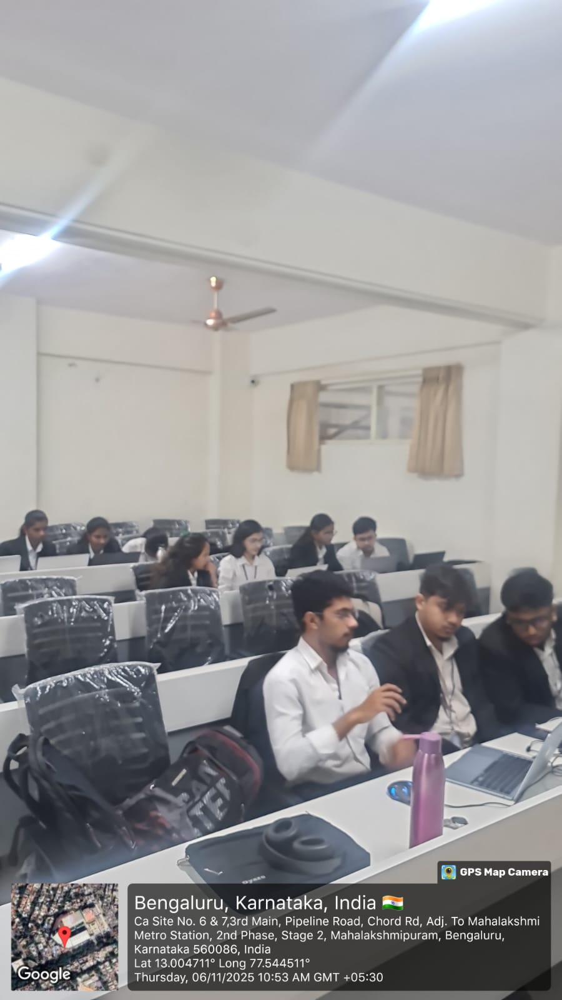 GPS Map Camera
Bengaluru, Karnataka, India 🇮🇳
Ca Site No. 6 & 7,3rd Main, Pipeline Road, Chord Rd, Adj. To Mahalakshmi
Metro Station, 2nd Phase, Stage 2, Mahalakshmipuram, Bengaluru,
Karnataka 560086, India
Lat 13.004711° Long 77.544511°
Thursday, 06/11/2025 10:53 AM GMT +05:30
Google